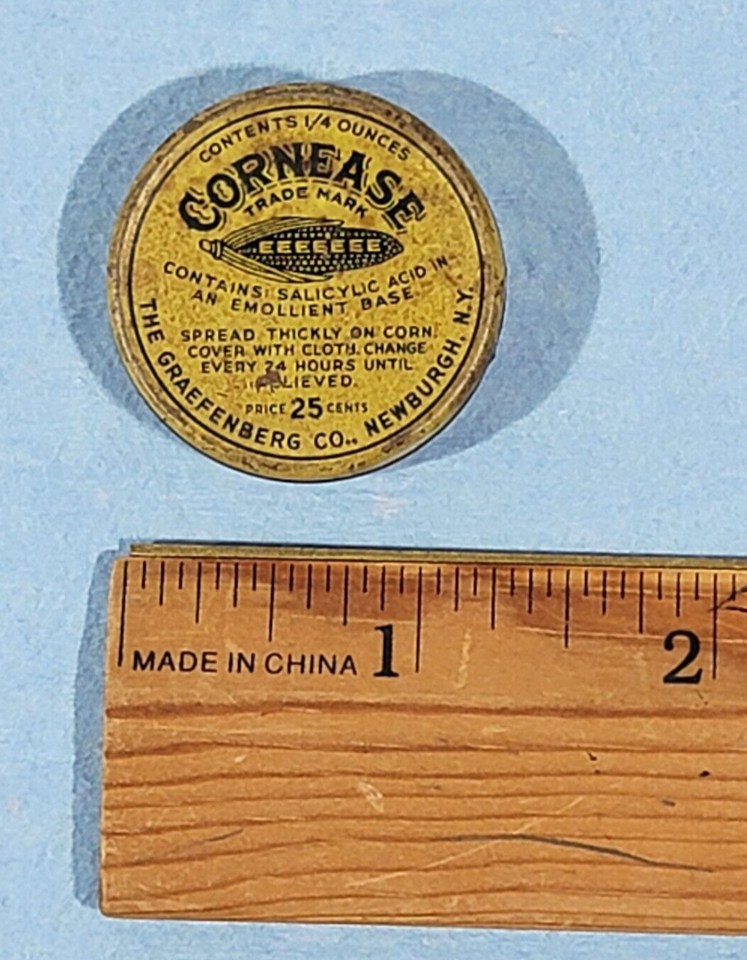 CONTENTS 1/4 OUNCES
CORNEASE
TRADE MARK
EEEEEEE
CONTAINS: SALICYLIC ACID IN
AN EMOLLIENT BASE
SPREAD THICKLY ON CORN.
COVER WITH CLOTH. CHANGE
EVERY 24 HOURS UNTIL
PRICE 25 CENTS
THE GRAEFENBERG CO., NEWBURGH, N.Y.
MADE IN CHINA 1 2